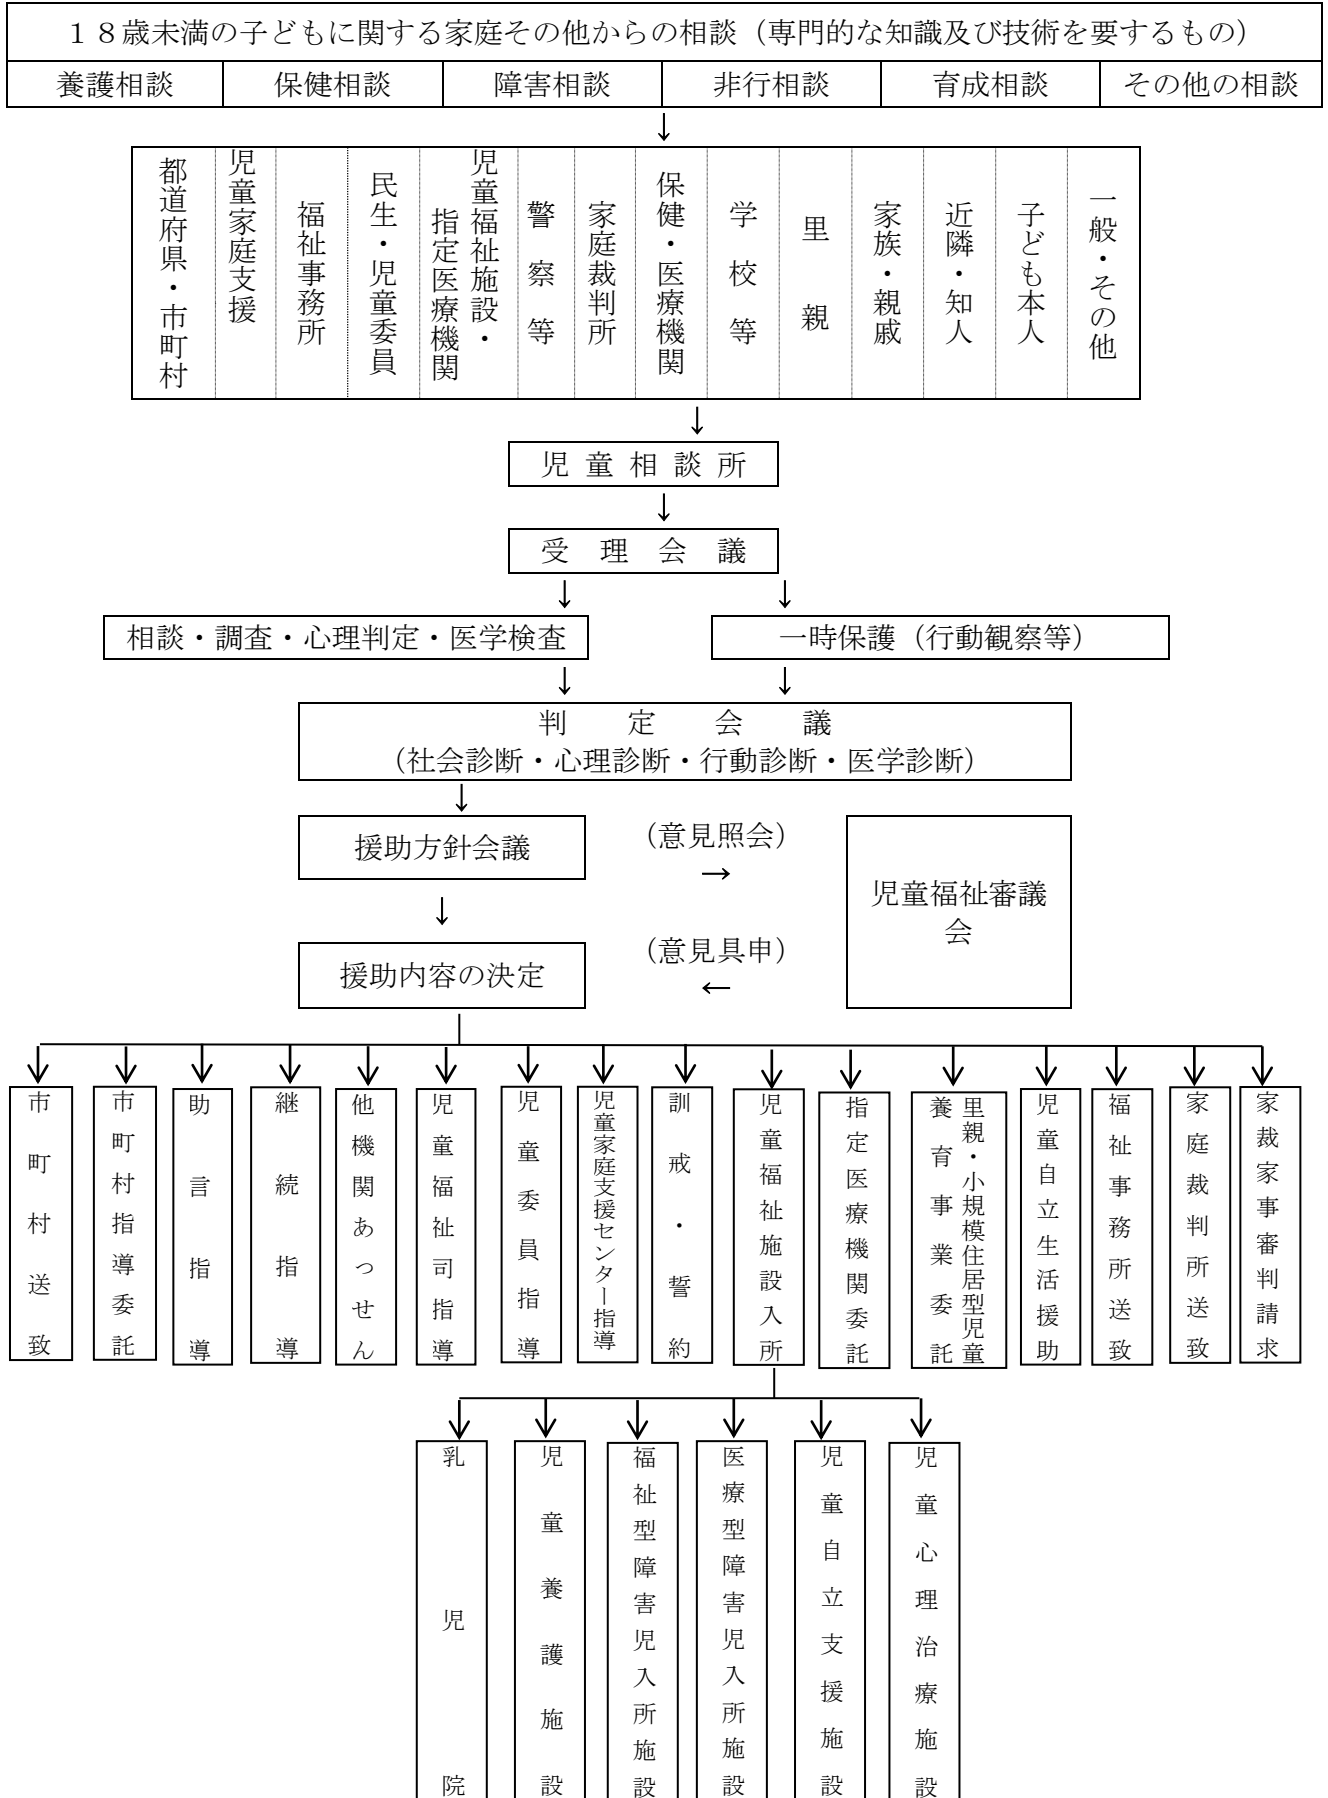 １８歳未満の子どもに関する家庭その他からの相談（専門的な知識及び技術を要するもの）
養護相談
保健相談
障害相談
非行相談
育成相談
その他の相談
↓
都道府県・市町村
児童家庭支援
福祉事務所
民生・児童委員
児童福祉施設・
指定医療機関
警察等
家庭裁判所
保健・医療機関
学校等
里親
家族・親戚
近隣・知人
子ども本人
一般・その他
↓
児童相談所
↓
受理会議
↓ ↓
相談・調査・心理判定・医学検査
一時保護（行動観察等）
↓ ↓
判定会議
（社会診断・心理診断・行動診断・医学診断）
↓
援助方針会議
（意見照会）
→
児童福祉審議
会
↓
援助内容の決定
（意見具申）
←
市町村送致
市町村指導委託
助言指導
継続指導
他機関あっせん
児童福祉司指導
児童委員指導
児童家庭支援センター指導
訓戒・誓約
児童福祉施設入所
指定医療機関委託
里親・小規模住居型児童
養育事業委託
児童自立生活援助
福祉事務所送致
家庭裁判所送致
家裁家事審判請求
乳児院
児童養護施設
福祉型障害児入所施設
医療型障害児入所施設
児童自立支援施設
児童心理治療施設